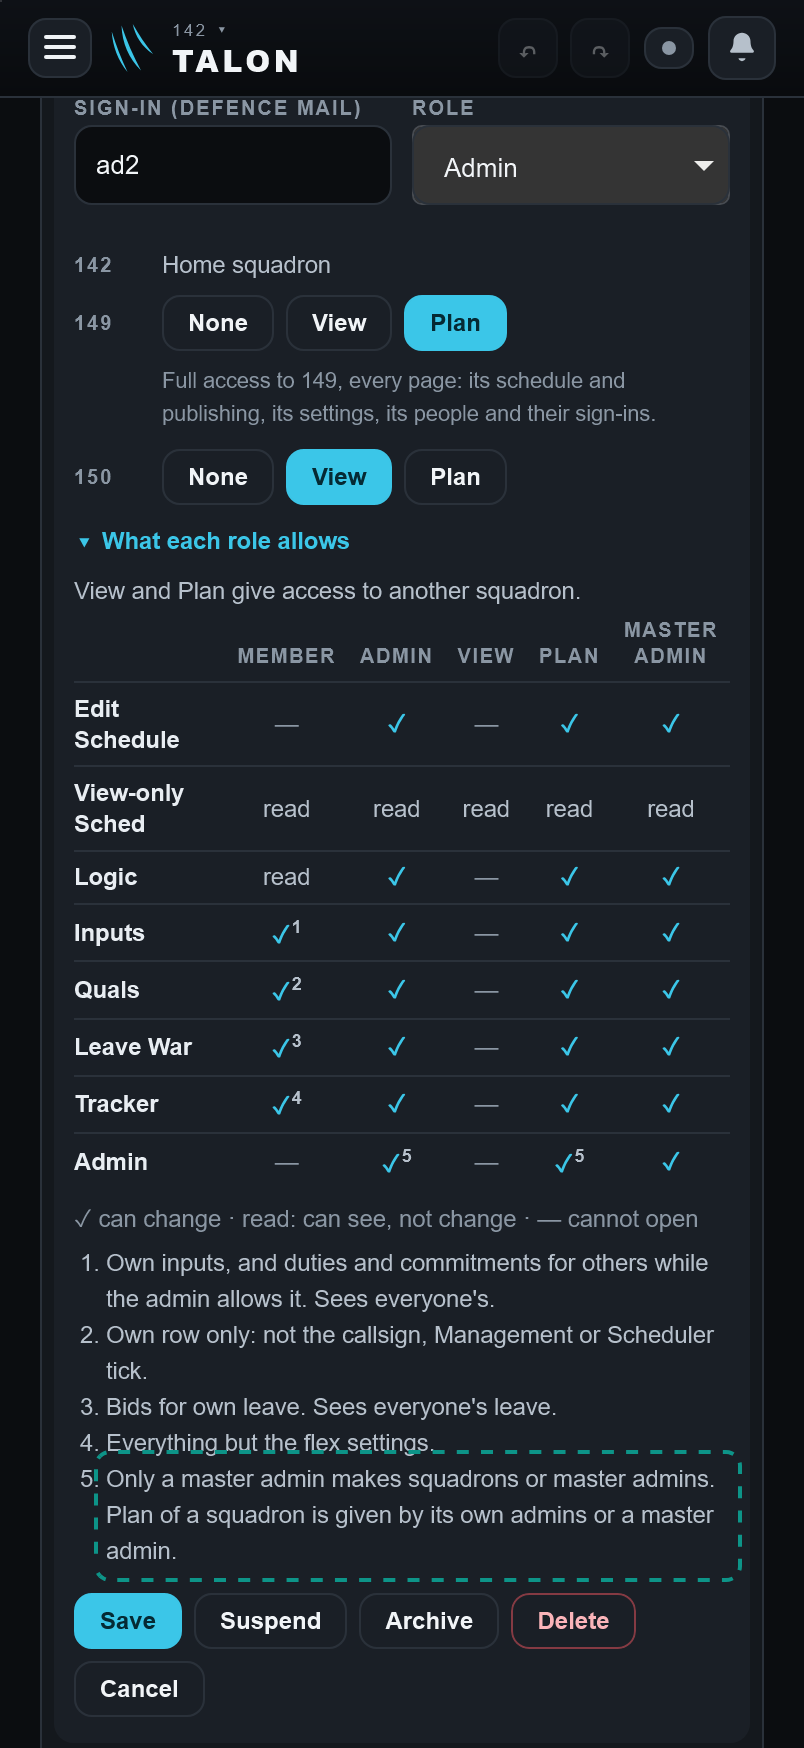 142 ▾
TALON
SIGN-IN (DEFENCE MAIL)
ROLE
ad2
Admin
142 Home squadron
149 None View Plan
Full access to 149, every page: its schedule and
publishing, its settings, its people and their sign-ins.
150 None View Plan
▼ What each role allows
View and Plan give access to another squadron.
MEMBER ADMIN VIEW PLAN MASTER ADMIN
Edit Schedule — ✓ — ✓ ✓
View-only Sched read read read read read
Logic read ✓ — ✓ ✓
Inputs ✓1 ✓ — ✓ ✓
Quals ✓2 ✓ — ✓ ✓
Leave War ✓3 ✓ — ✓ ✓
Tracker ✓4 ✓ — ✓ ✓
Admin — ✓5 — ✓5 ✓
✓ can change · read: can see, not change · — cannot open
1. Own inputs, and duties and commitments for others while
the admin allows it. Sees everyone's.
2. Own row only: not the callsign, Management or Scheduler
tick.
3. Bids for own leave. Sees everyone's leave.
4. Everything but the flex settings.
5. Only a master admin makes squadrons or master admins.
Plan of a squadron is given by its own admins or a master
admin.
Save Suspend Archive Delete
Cancel